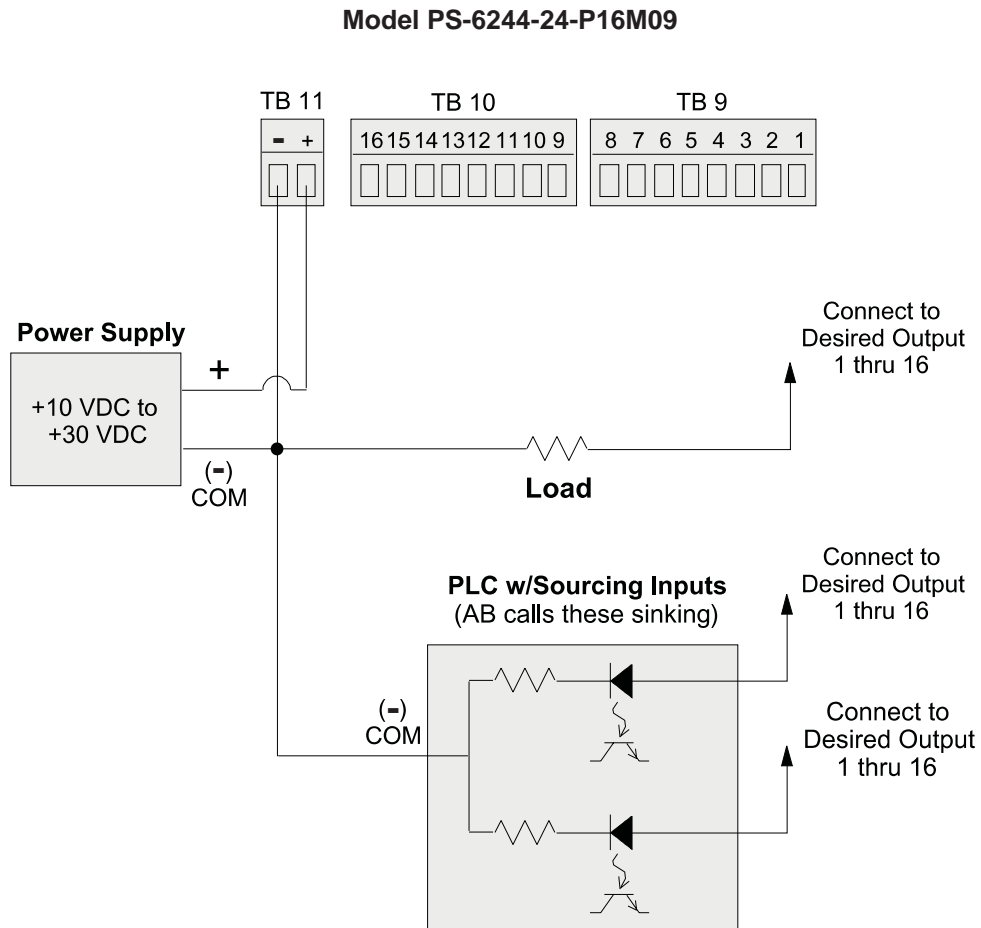 Model PS-6244-24-P16M09
TB 11
TB 10
TB 9
- +
16 15 14 13 12 11 10 9
8 7 6 5 4 3 2 1
Power Supply
+10 VDC to
+30 VDC
+
(-)
COM
Load
Connect to
Desired Output
1 thru 16
PLC w/Sourcing Inputs
(AB calls these sinking)
(-)
COM
Connect to
Desired Output
1 thru 16
Connect to
Desired Output
1 thru 16